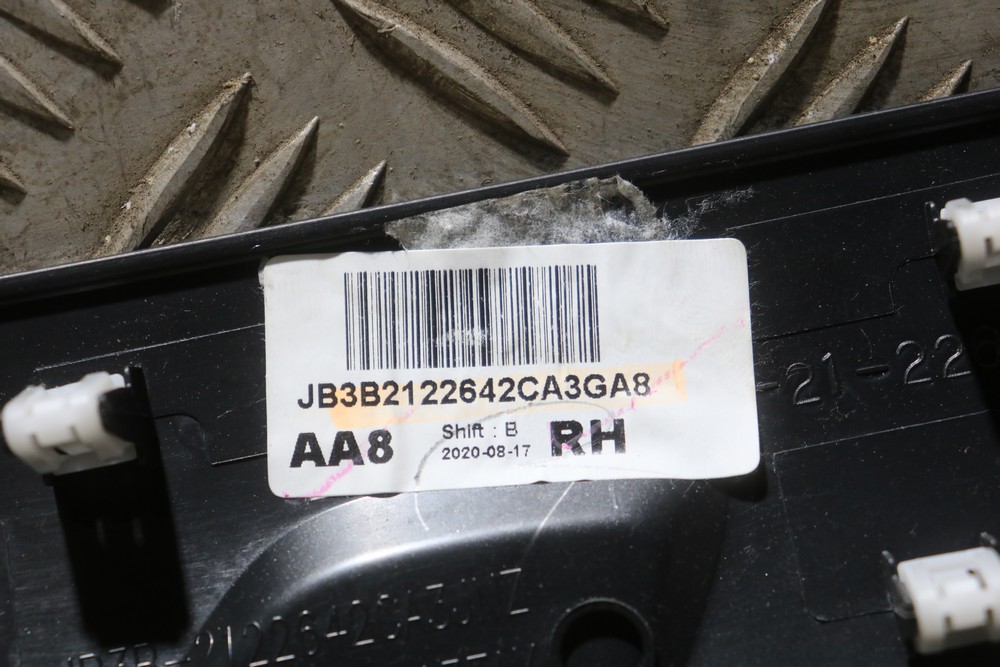 JB3B2122642CA3GA8
AA8 Shift : B RH
2020-08-17
-21-22